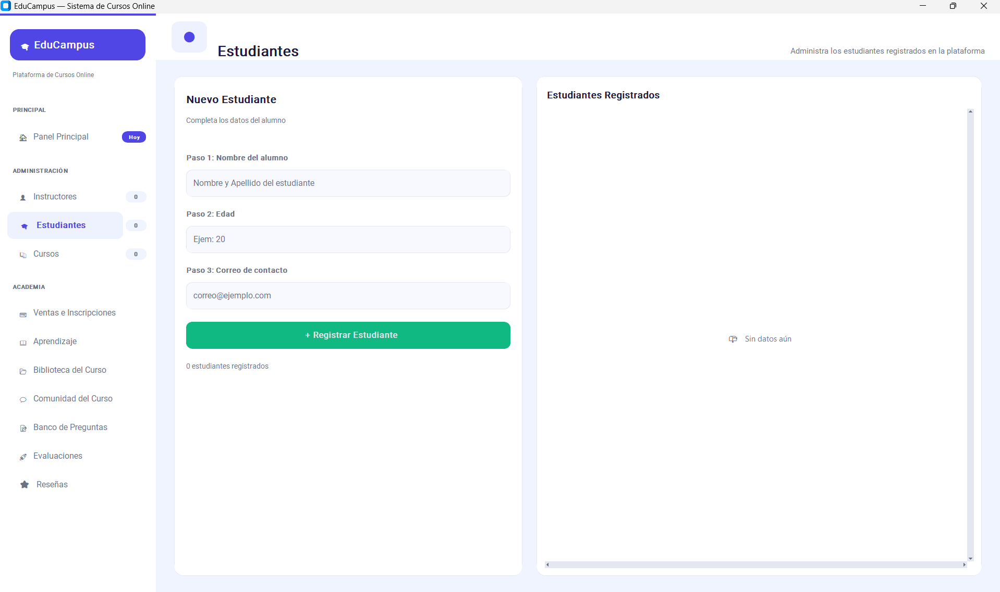 EduCampus — Sistema de Cursos Online
EduCampus
Plataforma de Cursos Online
PRINCIPAL
Panel Principal
Hoy
ADMINISTRACIÓN
Instructores
0
Estudiantes
0
Cursos
0
ACADEMIA
Ventas e Inscripciones
Aprendizaje
Biblioteca del Curso
Comunidad del Curso
Banco de Preguntas
Evaluaciones
Reseñas
Estudiantes
Administra los estudiantes registrados en la plataforma
Nuevo Estudiante
Completa los datos del alumno
Paso 1: Nombre del alumno
Nombre y Apellido del estudiante
Paso 2: Edad
Ejem: 20
Paso 3: Correo de contacto
correo@ejemplo.com
+ Registrar Estudiante
0 estudiantes registrados
Estudiantes Registrados
Sin datos aún